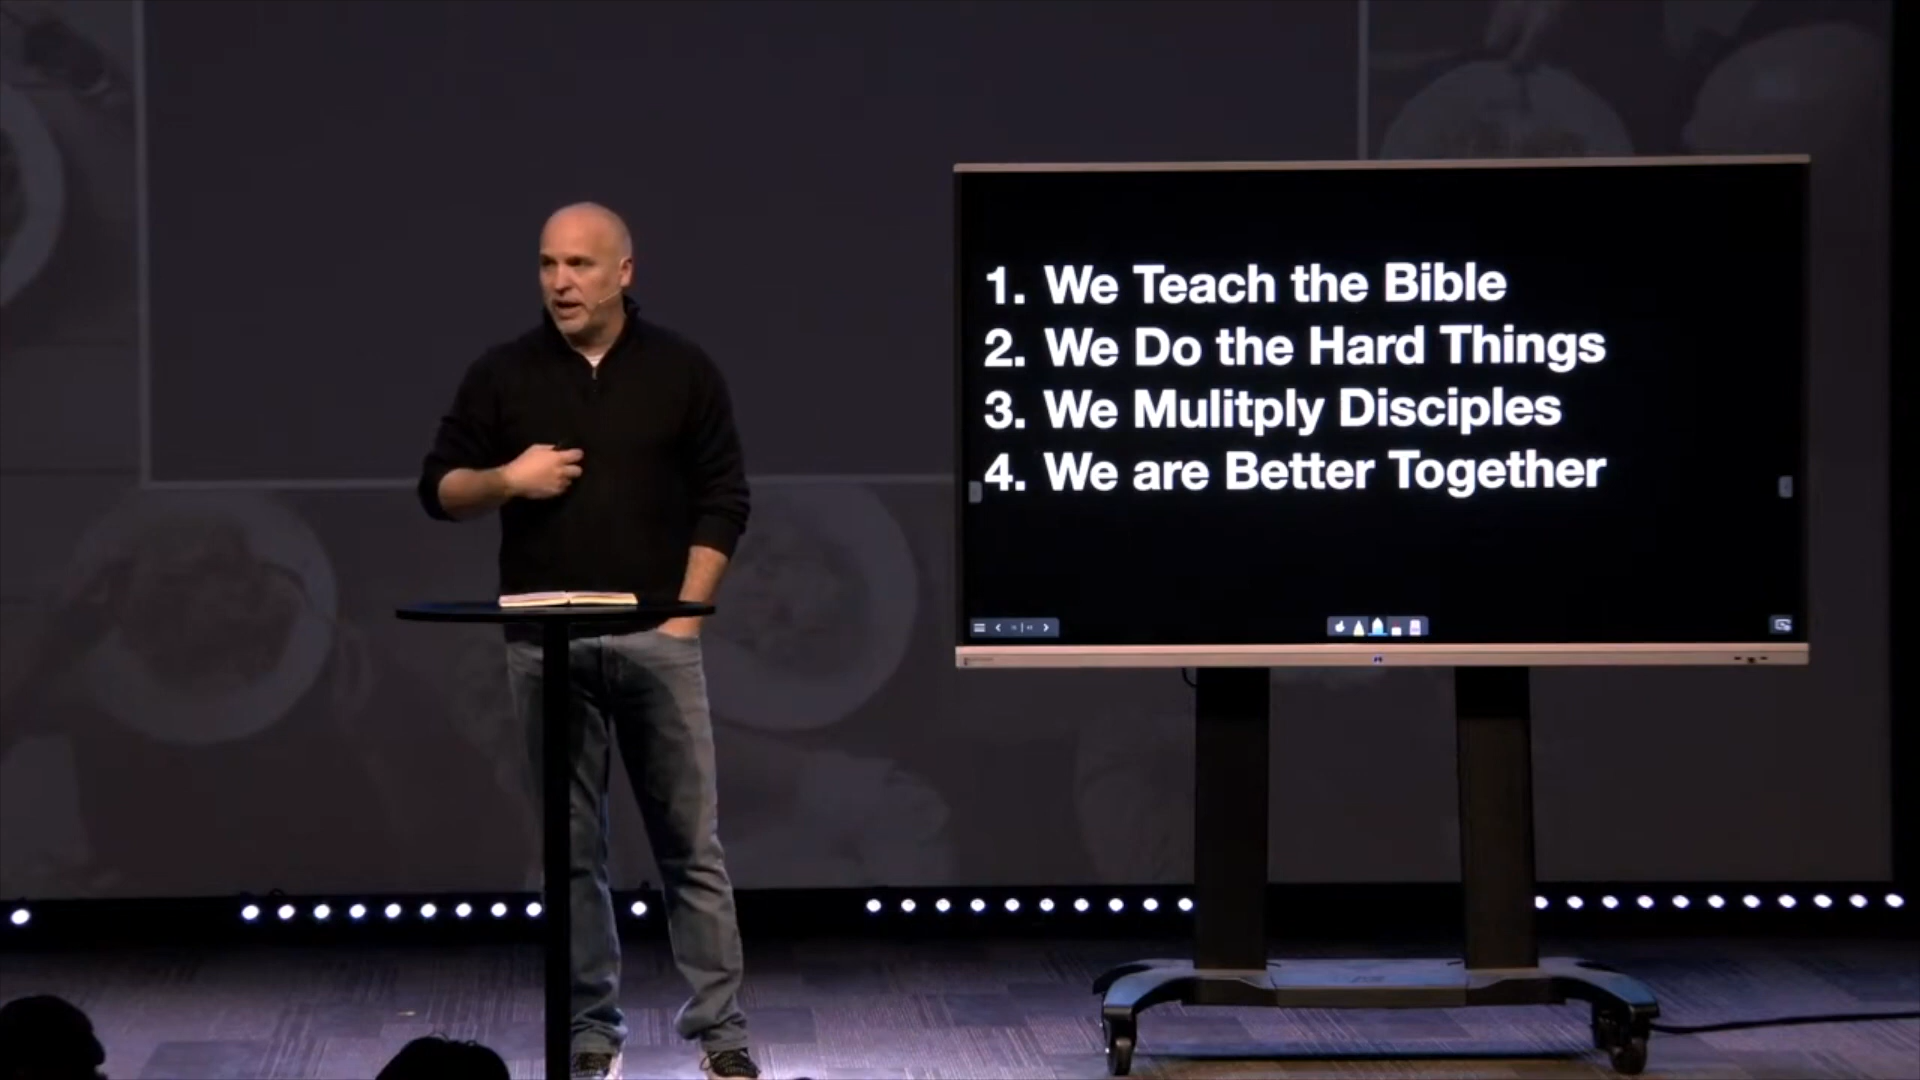 1. We Teach the Bible
2. We Do the Hard Things
3. We Mulitply Disciples
4. We are Better Together